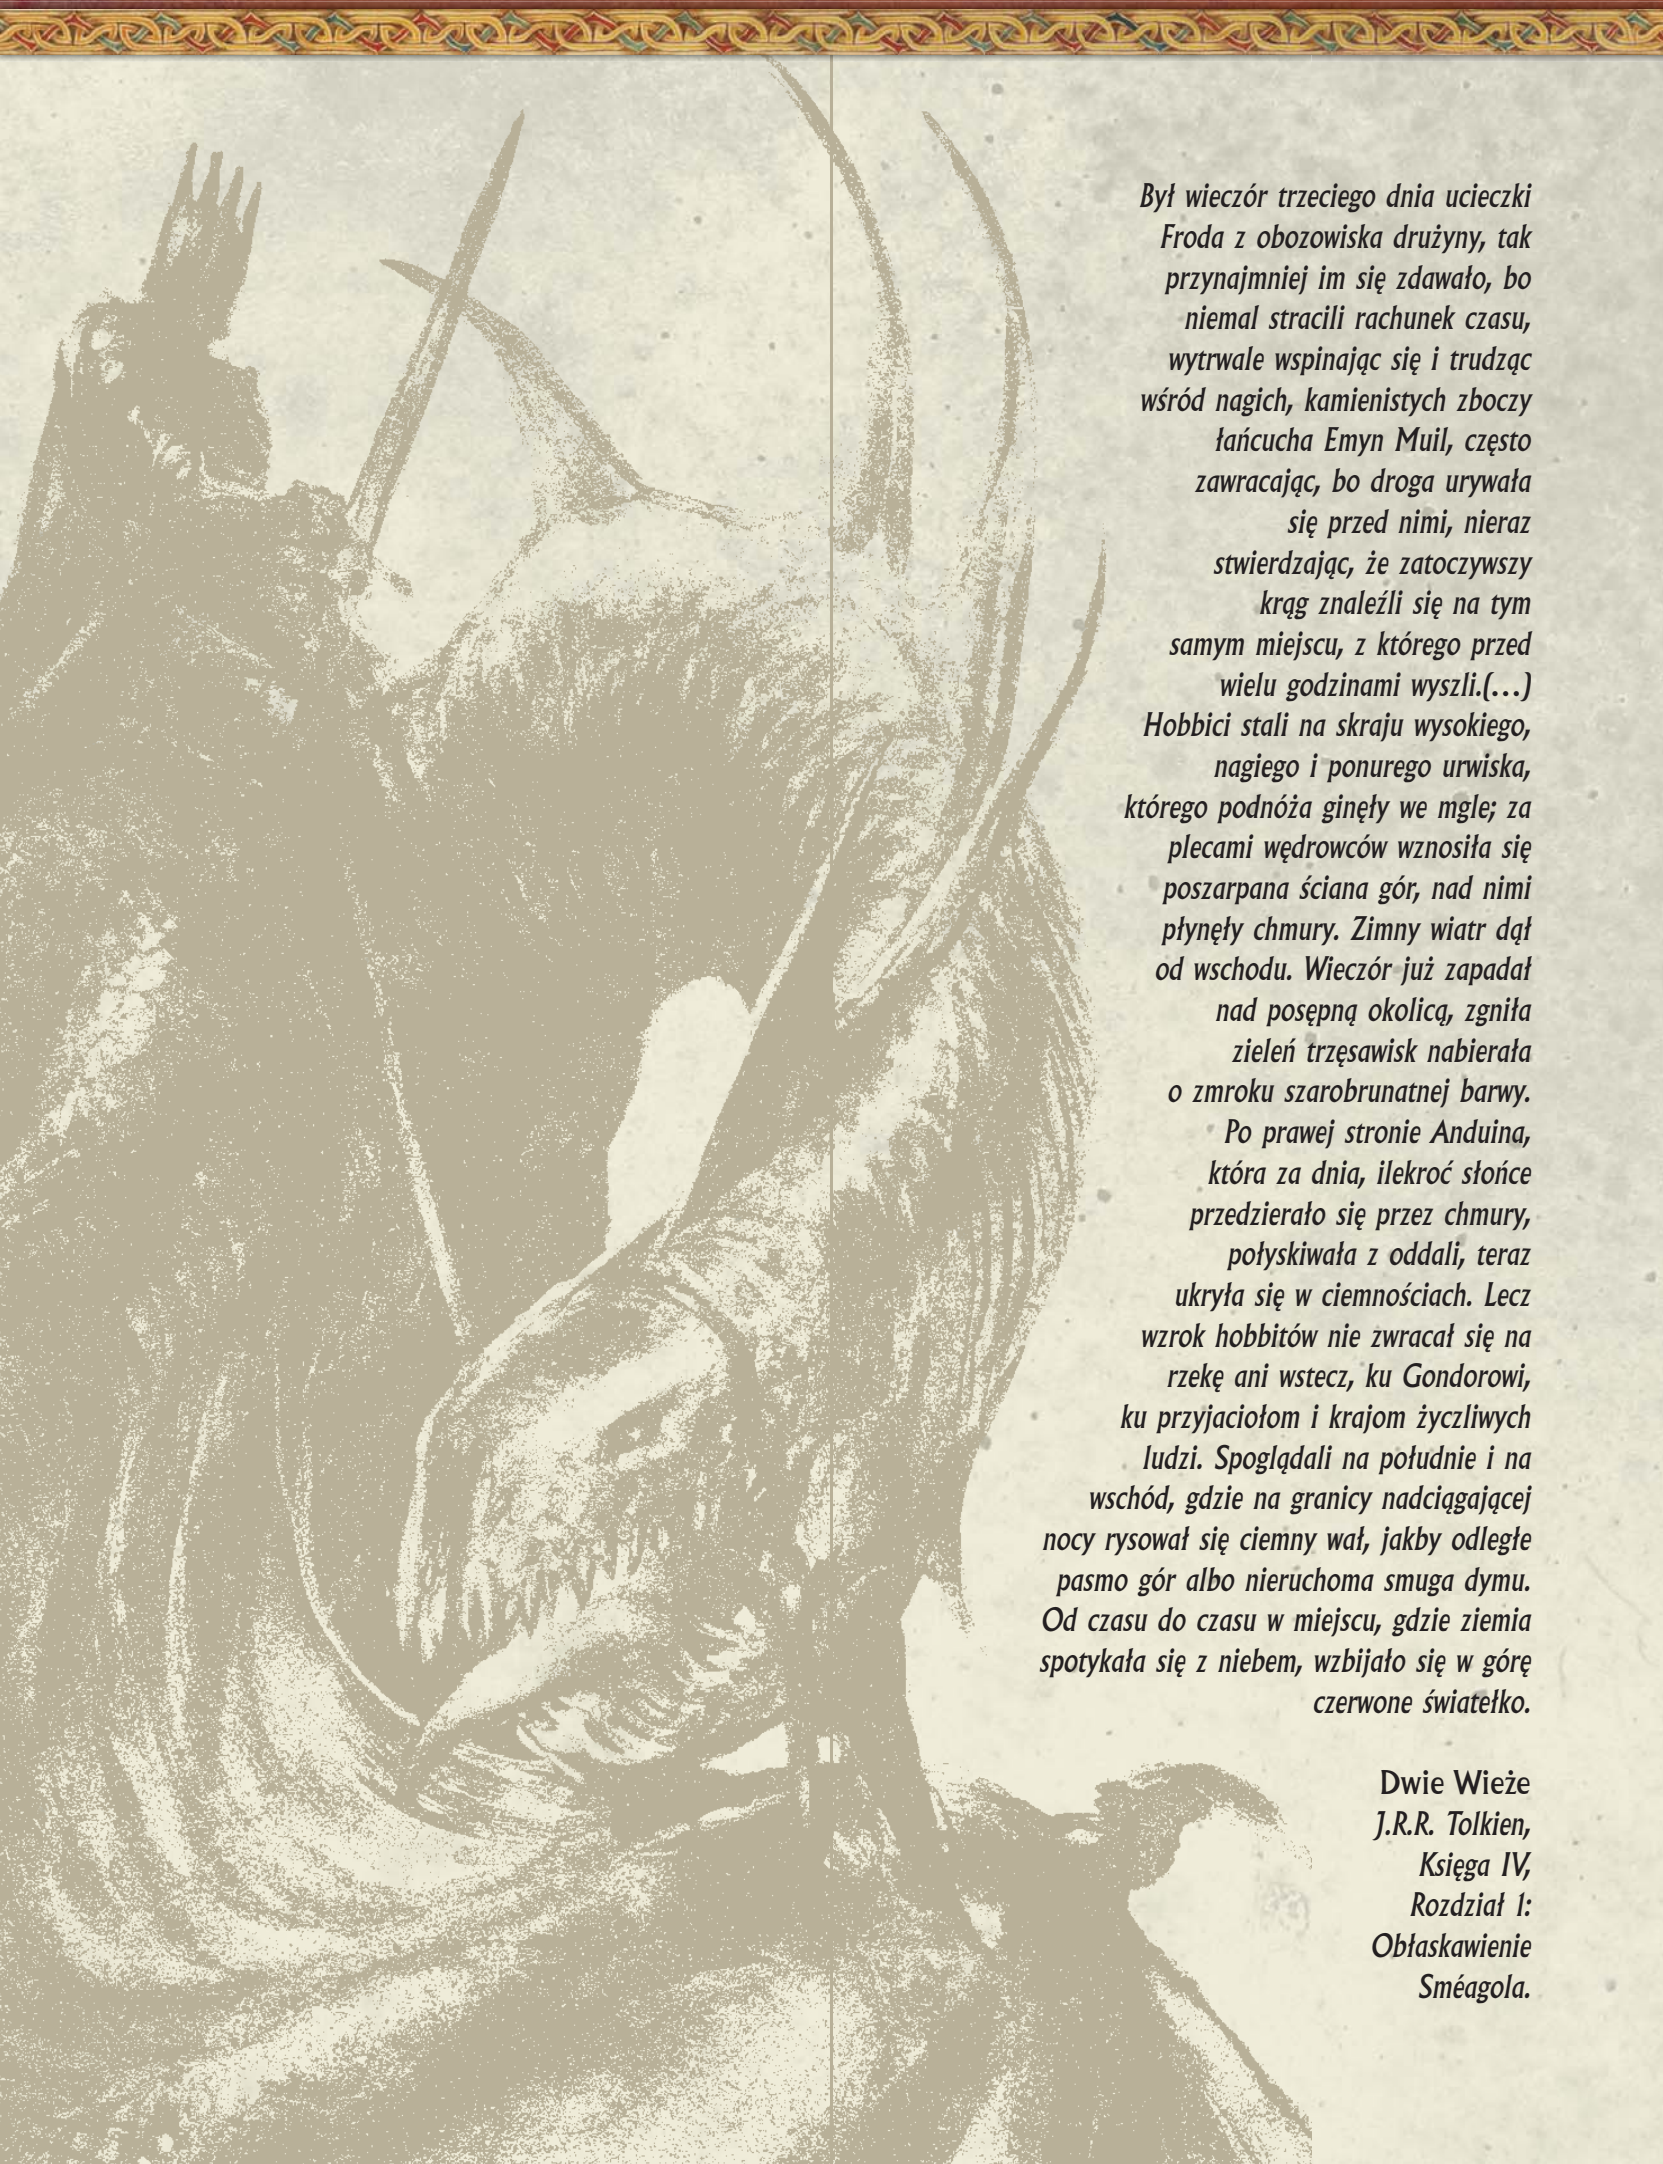 Był wieczór trzeciego dnia ucieczki
Froda z obozowiska drużyny, tak
przynajmniej im się zdawało, bo
niemal stracili rachunek czasu,
wytrwale wspinając się i trudząc
wśród nagich, kamienistych zboczy
łańcucha Emyn Muil, często
zawracając, bo droga urywała
się przed nimi, nieraz
stwierdzając, że zatoczywszy
krąg znaleźli się na tym
samym miejscu, z którego przed
wielu godzinami wyszli.(…)
Hobbici stali na skraju wysokiego,
nagiego i ponurego urwiska,
którego podnóża ginęły we mgle; za
plecami wędrowców wznosiła się
poszarpana ściana gór, nad nimi
płynęły chmury. Zimny wiatr dął
od wschodu. Wieczór już zapadał
nad posępną okolicą, zgniła
zieleń trzęsawisk nabierała
o zmroku szarobrunatnej barwy.
Po prawej stronie Anduina,
która za dnia, ilekroć słońce
przedzierało się przez chmury,
połyskiwała z oddali, teraz
ukryła się w ciemnościach. Lecz
wzrok hobbitów nie zwracał się na
rzekę ani wstecz, ku Gondorowi,
ku przyjaciołom i krajom życzliwych
ludzi. Spoglądali na południe i na
wschód, gdzie na granicy nadciągającej
nocy rysował się ciemny wał, jakby odległe
pasmo gór albo nieruchoma smuga dymu.
Od czasu do czasu w miejscu, gdzie ziemia
spotykała się z niebem, wzbijało się w górę
czerwone światełko.
Dwie Wieże
J.R.R. Tolkien,
Księga IV,
Rozdział 1:
Obłaskawienie
Sméagola.